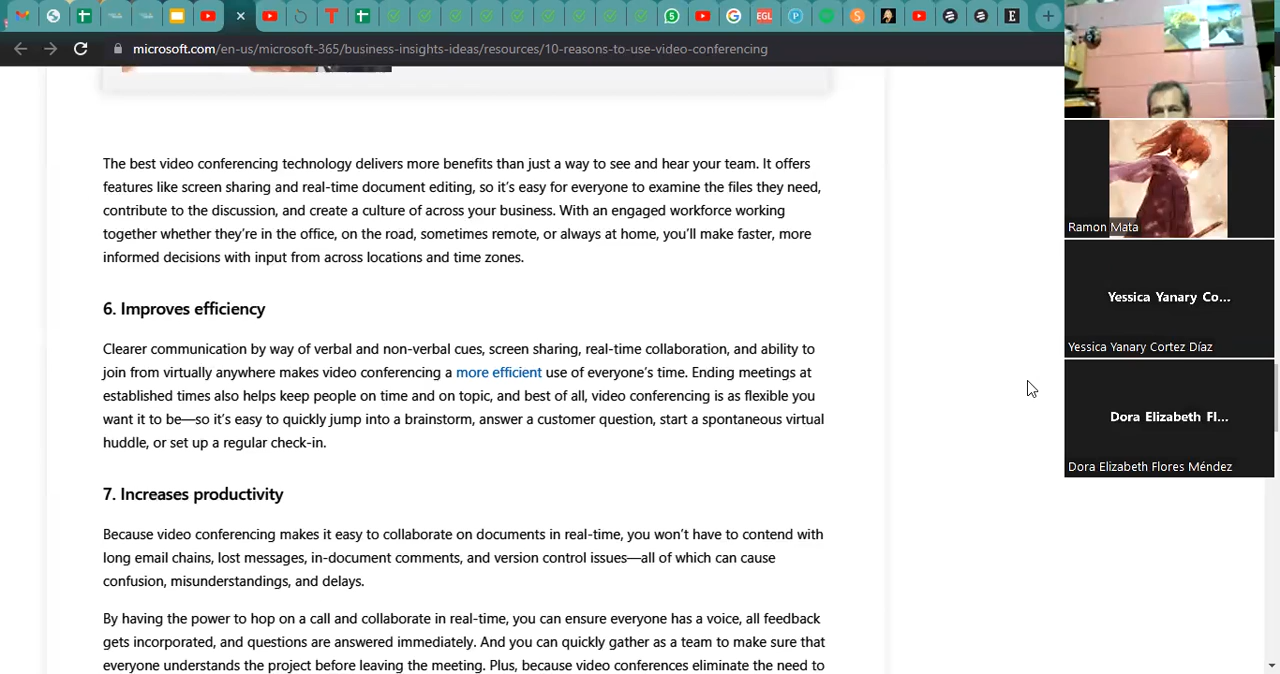 microsoft.com/en-us/microsoft-365/business-insights-ideas/resources/10-reasons-to-use-video-conferencing
The best video conferencing technology delivers more benefits than just a way to see and hear your team. It offers
features like screen sharing and real-time document editing, so it's easy for everyone to examine the files they need,
contribute to the discussion, and create a culture of across your business. With an engaged workforce working
together whether they're in the office, on the road, sometimes remote, or always at home, you'll make faster, more
informed decisions with input from across locations and time zones.
6. Improves efficiency
Clearer communication by way of verbal and non-verbal cues, screen sharing, real-time collaboration, and ability to
join from virtually anywhere makes video conferencing a more efficient use of everyone's time. Ending meetings at
established times also helps keep people on time and on topic, and best of all, video conferencing is as flexible you
want it to be—so it's easy to quickly jump into a brainstorm, answer a customer question, start a spontaneous virtual
huddle, or set up a regular check-in.
7. Increases productivity
Because video conferencing makes it easy to collaborate on documents in real-time, you won't have to contend with
long email chains, lost messages, in-document comments, and version control issues—all of which can cause
confusion, misunderstandings, and delays.
By having the power to hop on a call and collaborate in real-time, you can ensure everyone has a voice, all feedback
gets incorporated, and questions are answered immediately. And you can quickly gather as a team to make sure that
everyone understands the project before leaving the meeting. Plus, because video conferences eliminate the need to
Ramon Mata
Yessica Yanary Co...
Yessica Yanary Cortez Díaz
Dora Elizabeth Fl...
Dora Elizabeth Flores Méndez